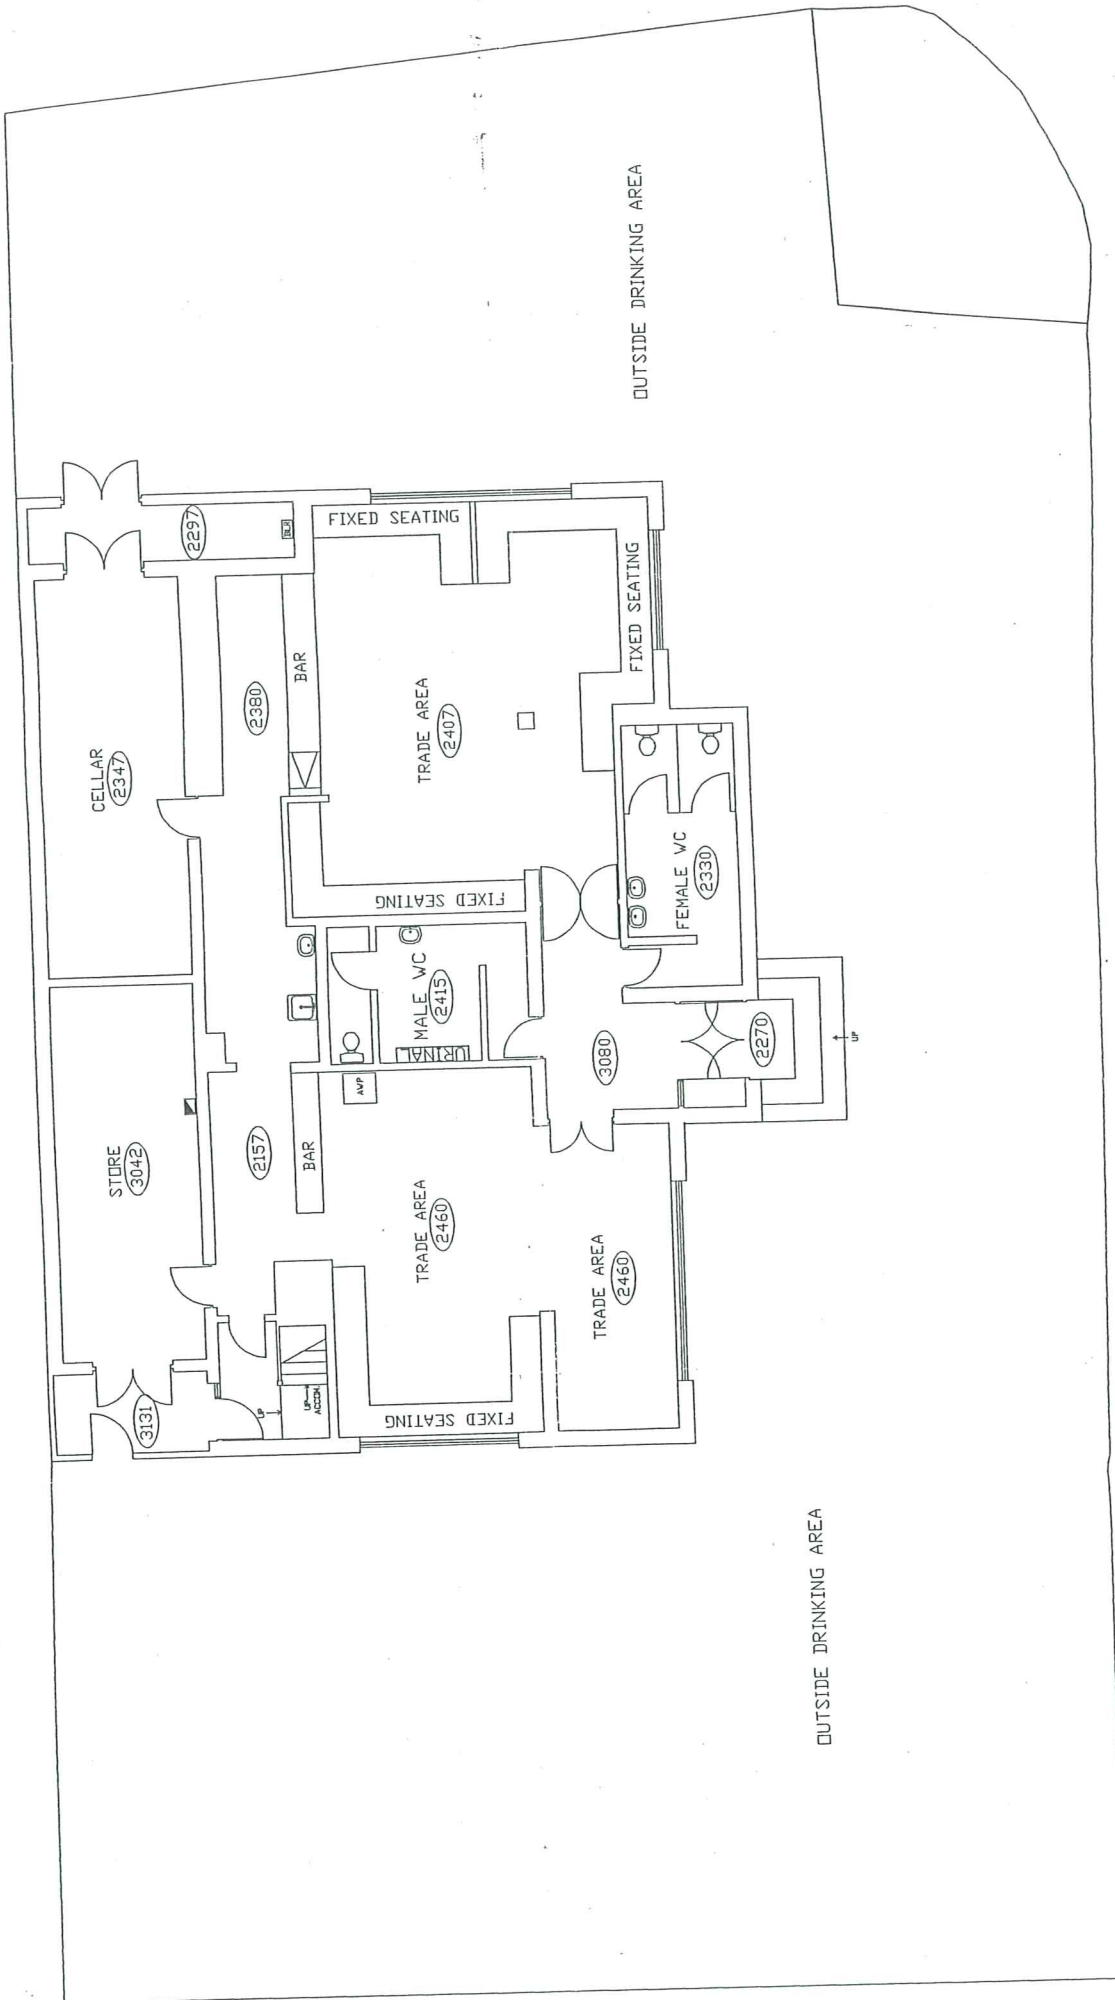 STORE
3042
CELLAR
2347
3131
2297
BLR
UP
UP
ACCOM.
2157
2380
BAR
BAR
FIXED SEATING
AWP
TRADE AREA
2460
URINAL
MALE WC
2415
FIXED SEATING
TRADE AREA
2407
FIXED SEATING
FIXED SEATING
TRADE AREA
2460
3080
FEMALE WC
2330
2270
UP
OUTSIDE DRINKING AREA
OUTSIDE DRINKING AREA